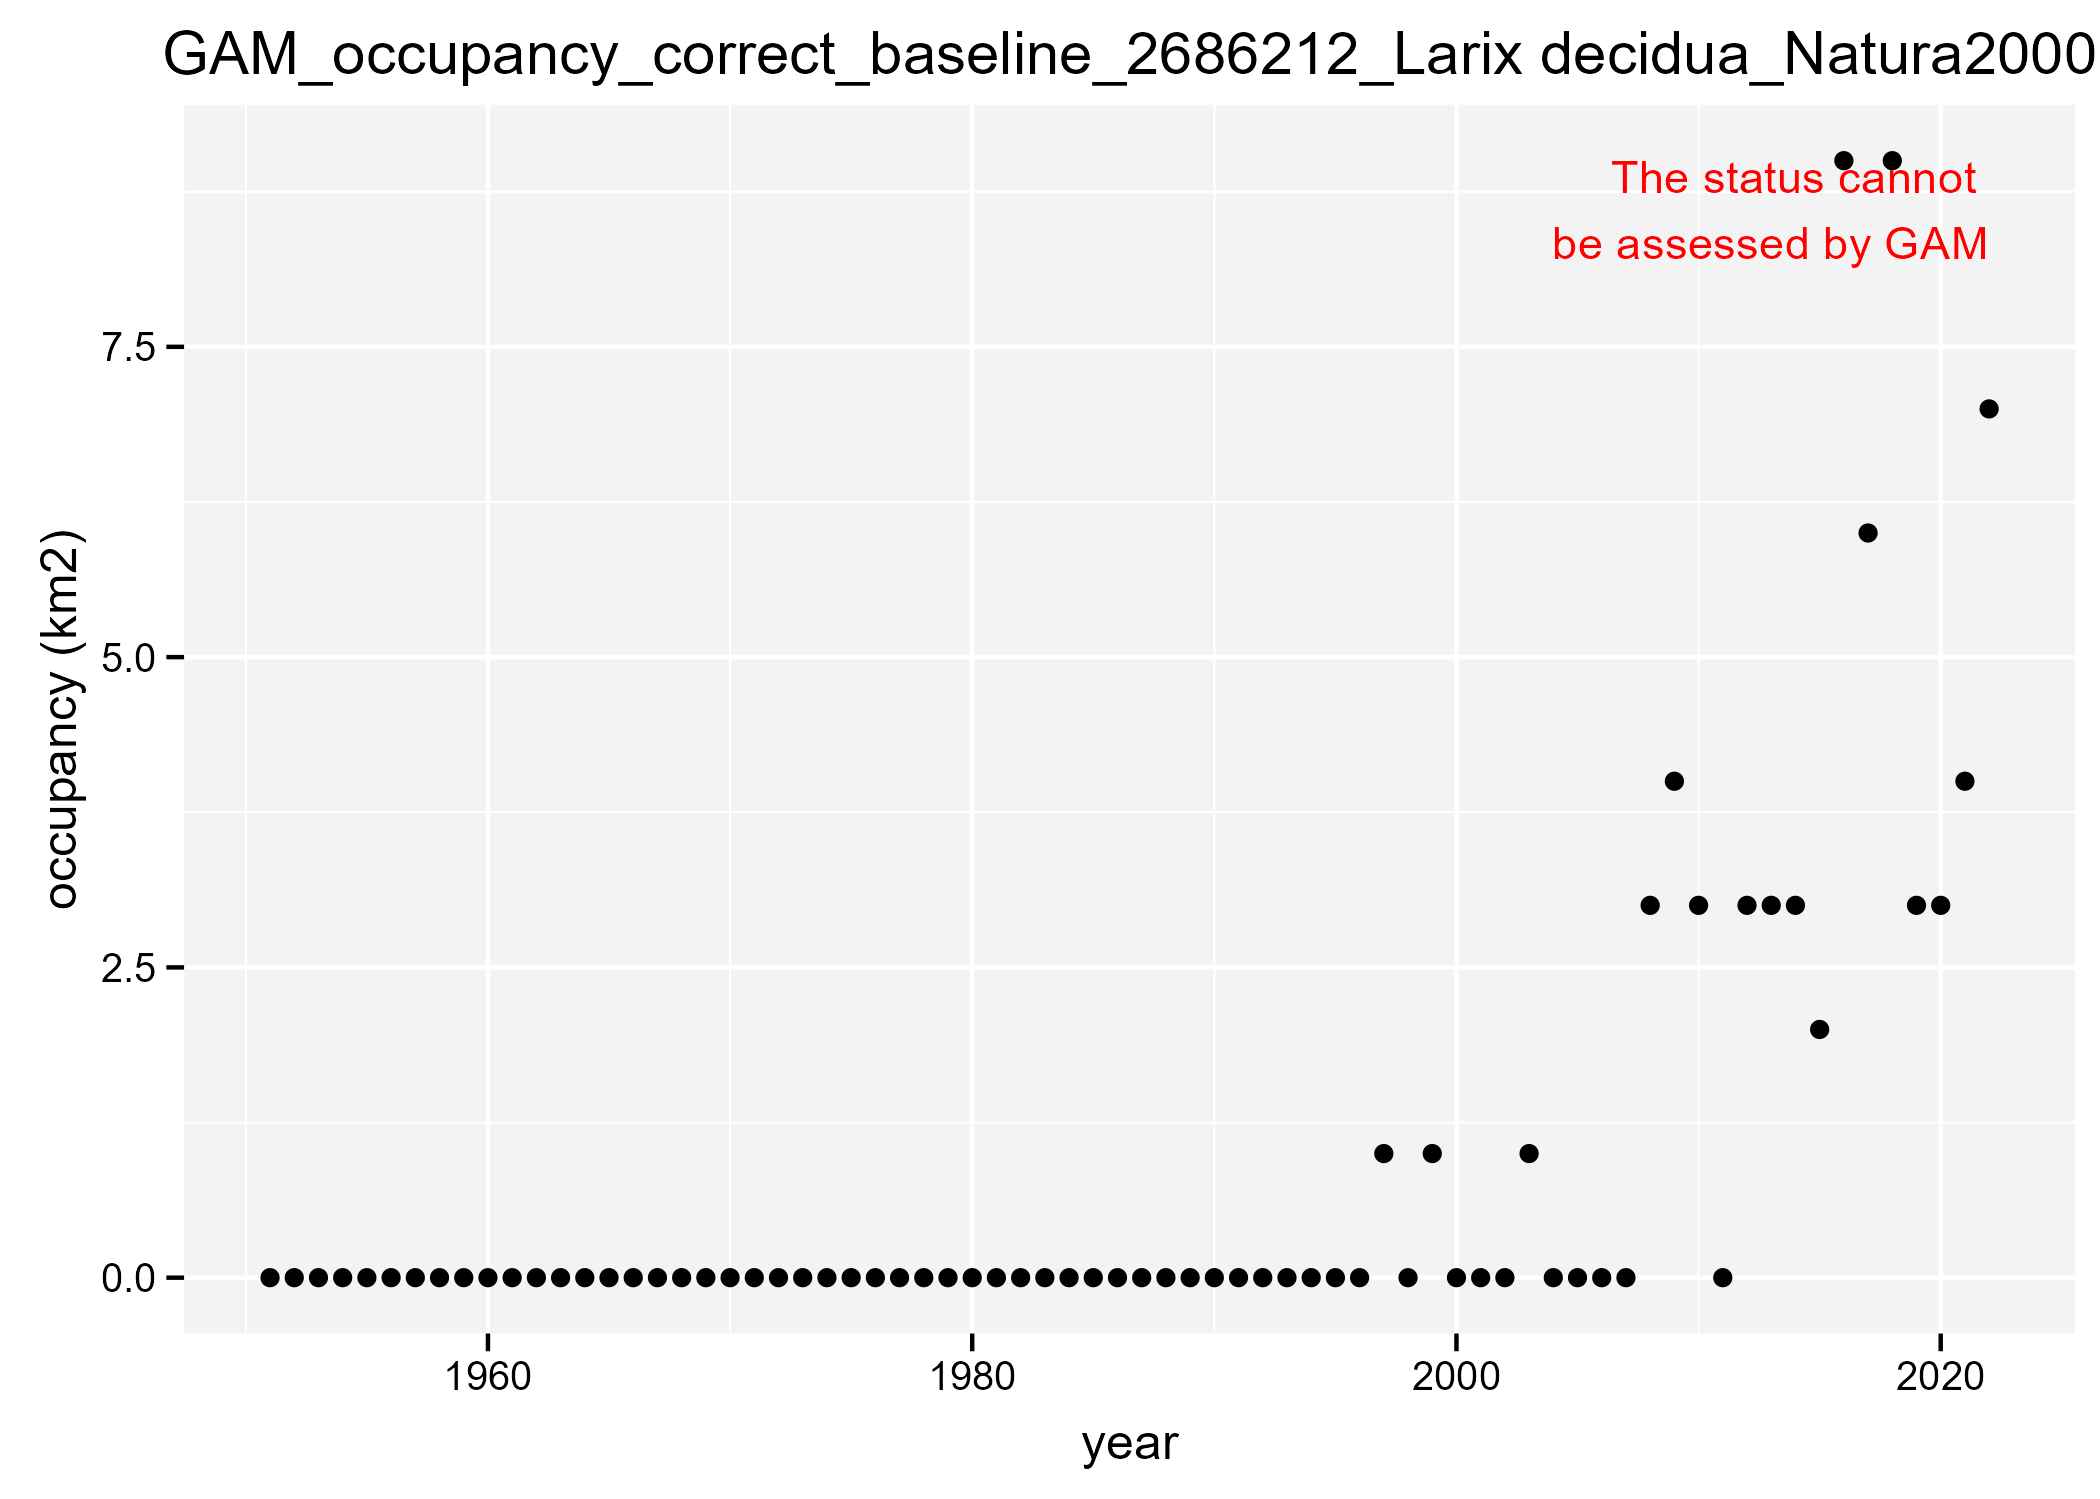 GAM_occupancy_correct_baseline_2686212_Larix decidua_Natura2000
The status cannot
be assessed by GAM
7.5
5.0
2.5
0.0
occupancy (km2)
1960
1980
2000
2020
year